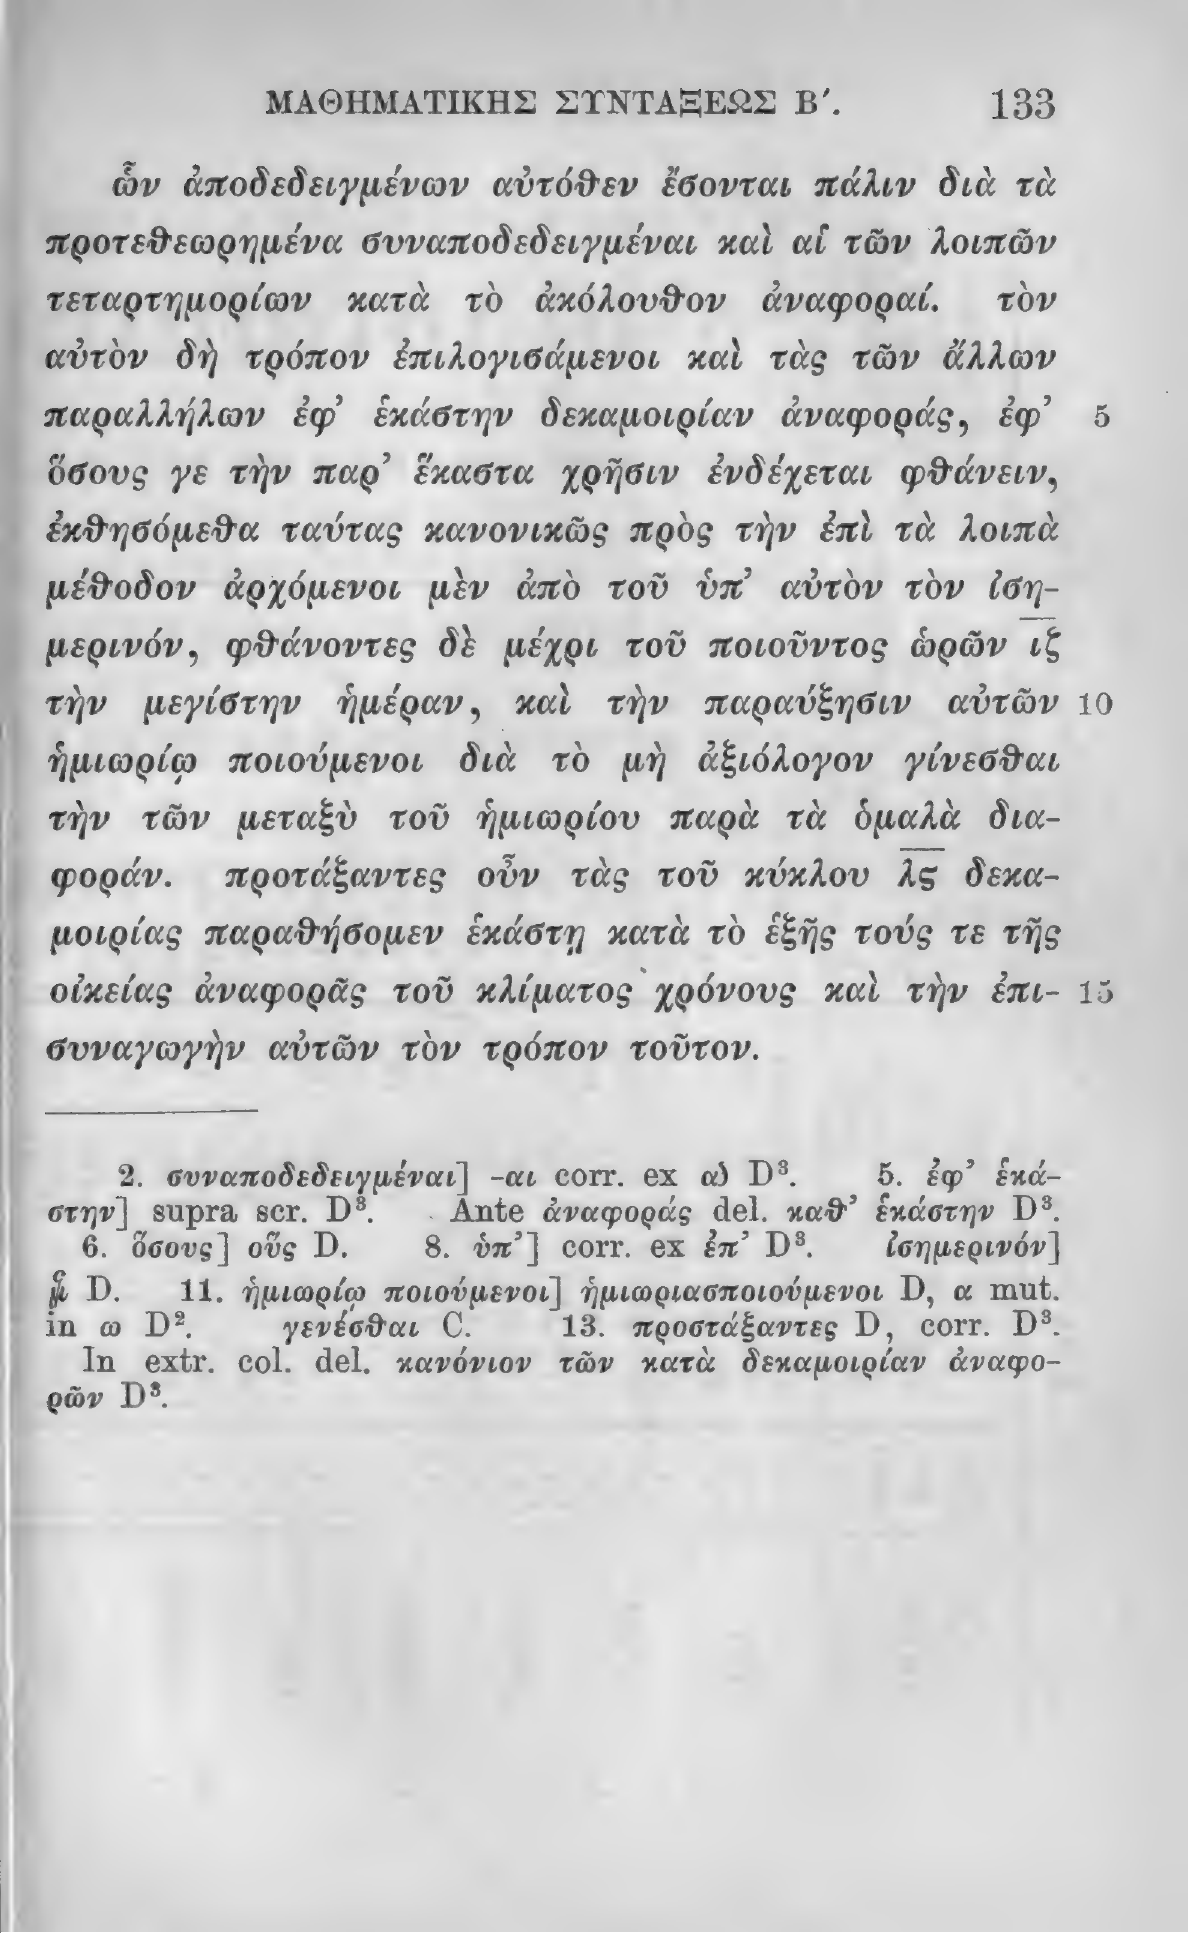 ΜΑΘΗΜΑΤΙΚΗΣ ΣΥΝΤΑΞΕΩΣ Β′. 133
ὧν ἀποδεδειγμένων αὐτόθεν ἔσονται πάλιν διὰ τὰ
προτεθεωρημένα συναποδεδειγμέναι καὶ αἱ τῶν λοιπῶν
τεταρτημορίων κατὰ τὸ ἀκόλουθον ἀναφοραί. τὸν
αὐτὸν δὴ τρόπον ἐπιλογισάμενοι καὶ τὰς τῶν ἄλλων
παραλλήλων ἐφ’ ἑκάστην δεκαμοιρίαν ἀναφοράς, ἐφ’ 5
ὅσους γε τὴν παρ’ ἕκαστα χρῆσιν ἐνδέχεται φθάνειν,
ἐκθησόμεθα ταύτας κανονικῶς πρὸς τὴν ἐπὶ τὰ λοιπὰ
μέθοδον ἀρχόμενοι μὲν ἀπὸ τοῦ ὑπ’ αὐτὸν τὸν ἰση-
μερινόν, φθάνοντες δὲ μέχρι τοῦ ποιοῦντος ὡρῶν ι̅ζ̅
τὴν μεγίστην ἡμέραν, καὶ τὴν παραύξησιν αὐτῶν 10
ἡμιωρίῳ ποιούμενοι διὰ τὸ μὴ ἀξιόλογον γίνεσθαι
τὴν τῶν μεταξὺ τοῦ ἡμιωρίου παρὰ τὰ ὁμαλὰ δια-
φοράν. προτάξαντες οὖν τὰς τοῦ κύκλου λ̅ϛ̅ δεκα-
μοιρίας παραθήσομεν ἑκάστῃ κατὰ τὸ ἑξῆς τούς τε τῆς
οἰκείας ἀναφορᾶς τοῦ κλίματος χρόνους καὶ τὴν ἐπι- 15
συναγωγὴν αὐτῶν τὸν τρόπον τοῦτον.
2. συναποδεδειγμέναι] -αι corr. ex D³. 5. ἐφ’ ἑκά-
στην] supra scr. D³. Ante ἀναφοράς del. καθ’ ἑκάστην D³.
6. ὅσους] οὓς D. 8. ὑπ’] corr. ex ἐπ’ D³. ἰσημερινόν]
D. 11. ἡμιωρίῳ ποιούμενοι] ἡμιωριασποιούμενοι D, α mut.
in ω D². γενέσθαι C. 13. προστάξαντες D, corr. D³.
In extr. col. del. κανόνιον τῶν κατὰ δεκαμοιρίαν ἀναφο-
ρῶν D³.